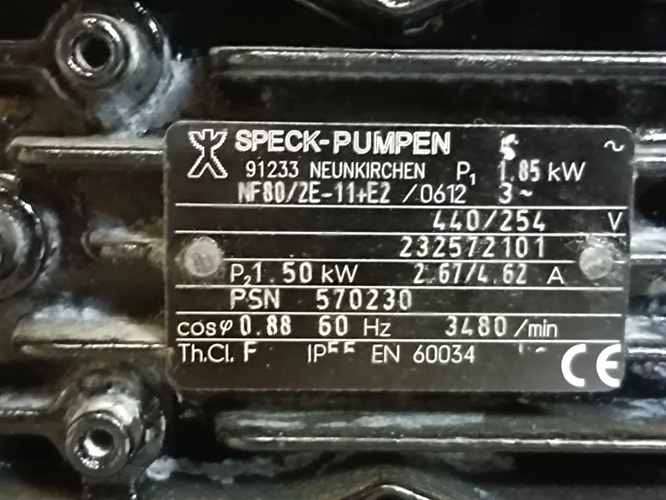 SPECK-PUMPEN S ~
91233 NEUNKIRCHEN P1 1.85 kW
NF80/2E-11+E2 /0612 3~
440/254 V
232572101
P2 1.50 kW 2.67/4.62 A
PSN 570230
cosφ 0.88 60 Hz 3480 /min
Th.Cl. F IP55 EN 60034 CE